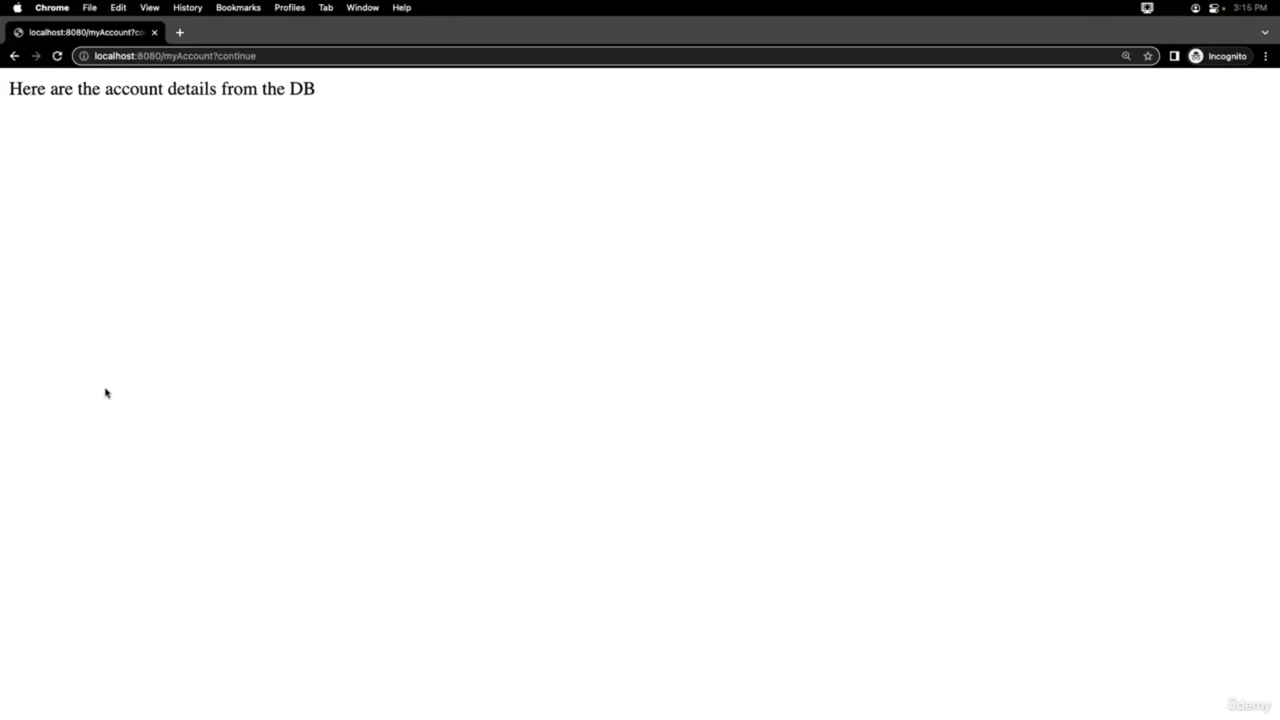 Chrome File Edit View History Bookmarks Profiles Tab Window Help 3:15 PM
localhost:8080/myAccount?co
localhost:8080/myAccount?continue Incognito
Here are the account details from the DB
ûdemy